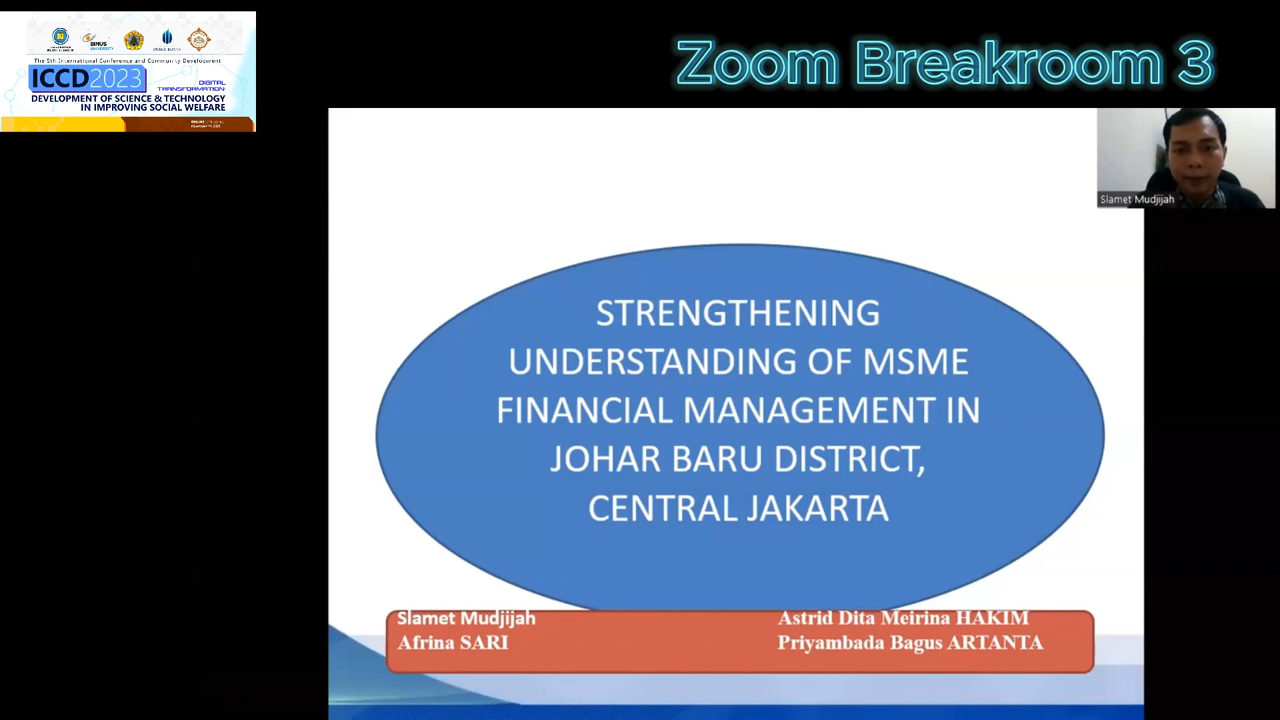 BINUS
UNIVERSITY
The 5th International Conference and Community Development
ICCD2023
DIGITAL
TRANSFORMATION:
DEVELOPMENT OF SCIENCE & TECHNOLOGY
IN IMPROVING SOCIAL WELFARE
Zoom Breakroom 3
Slamet Mudjijah
STRENGTHENING
UNDERSTANDING OF MSME
FINANCIAL MANAGEMENT IN
JOHAR BARU DISTRICT,
CENTRAL JAKARTA
Slamet Mudjijah
Afrina SARI
Astrid Dita Meirina HAKIM
Priyambada Bagus ARTANTA